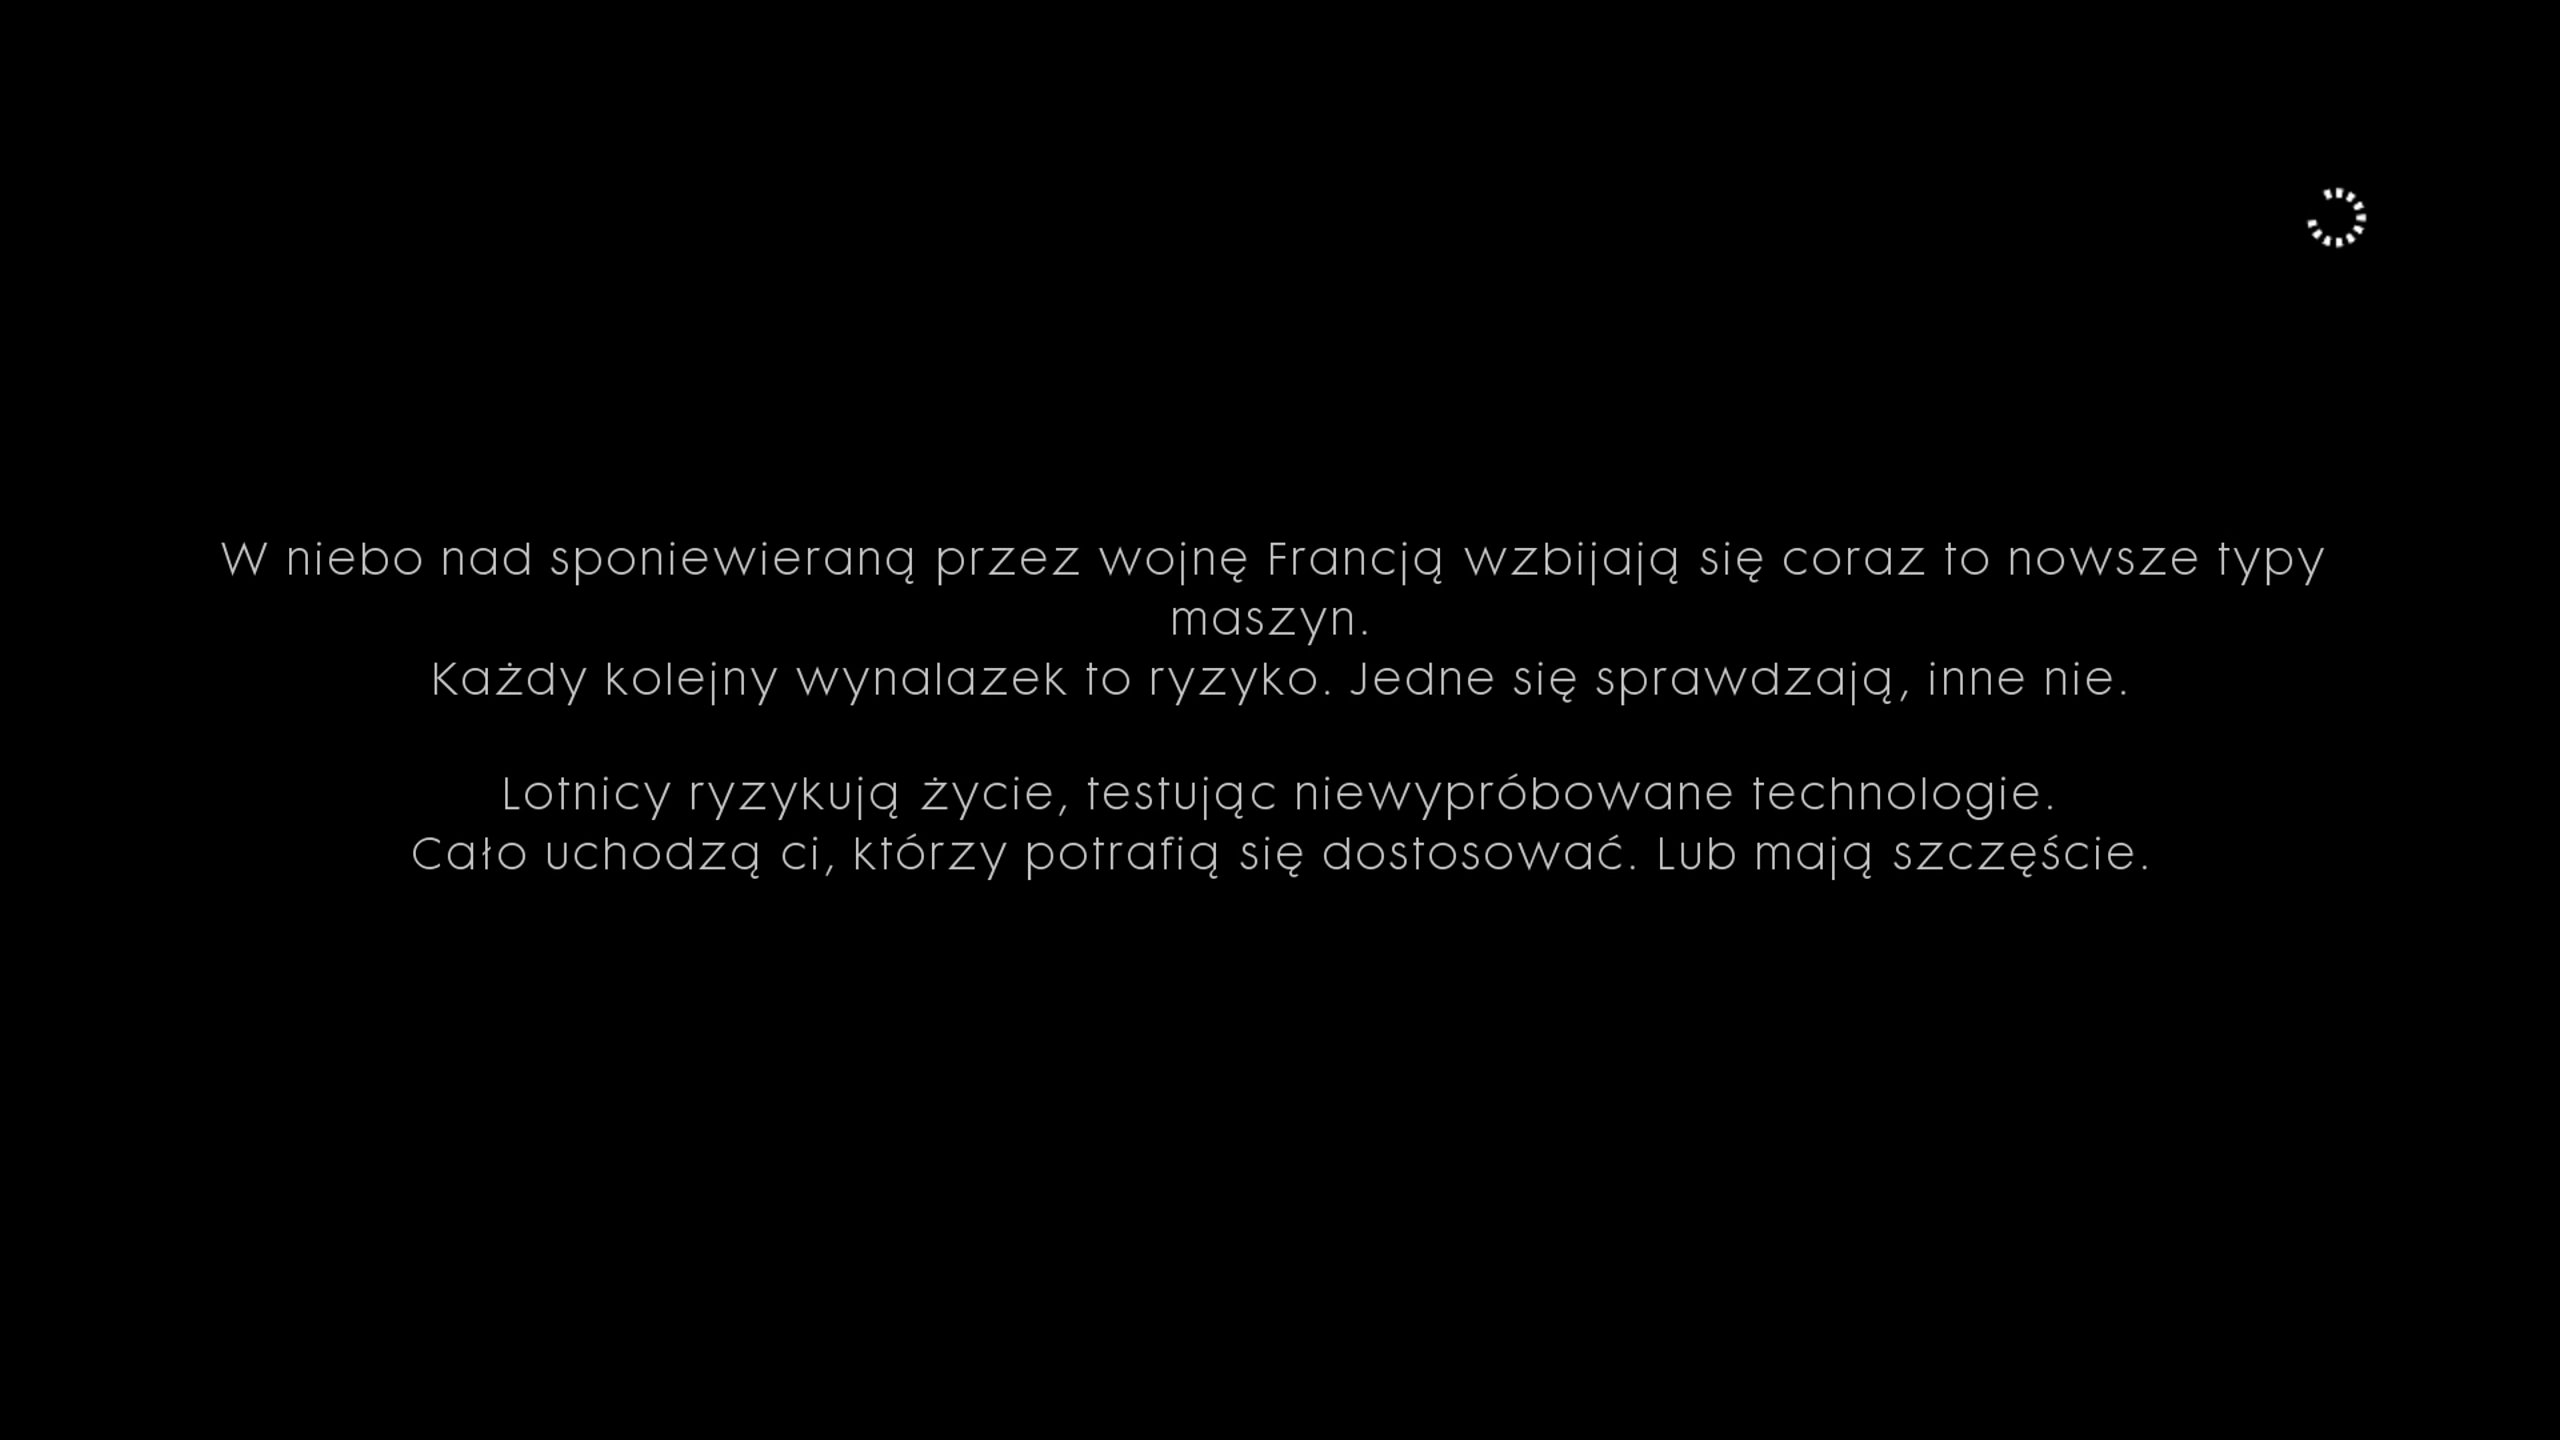 W niebo nad sponiewieraną przez wojnę Francją wzbijają się coraz to nowsze typy
maszyn.
Każdy kolejny wynalazek to ryzyko. Jedne się sprawdzają, inne nie.
Lotnicy ryzykują życie, testując niewypróbowane technologie.
Cało uchodzą ci, którzy potrafią się dostosować. Lub mają szczęście.